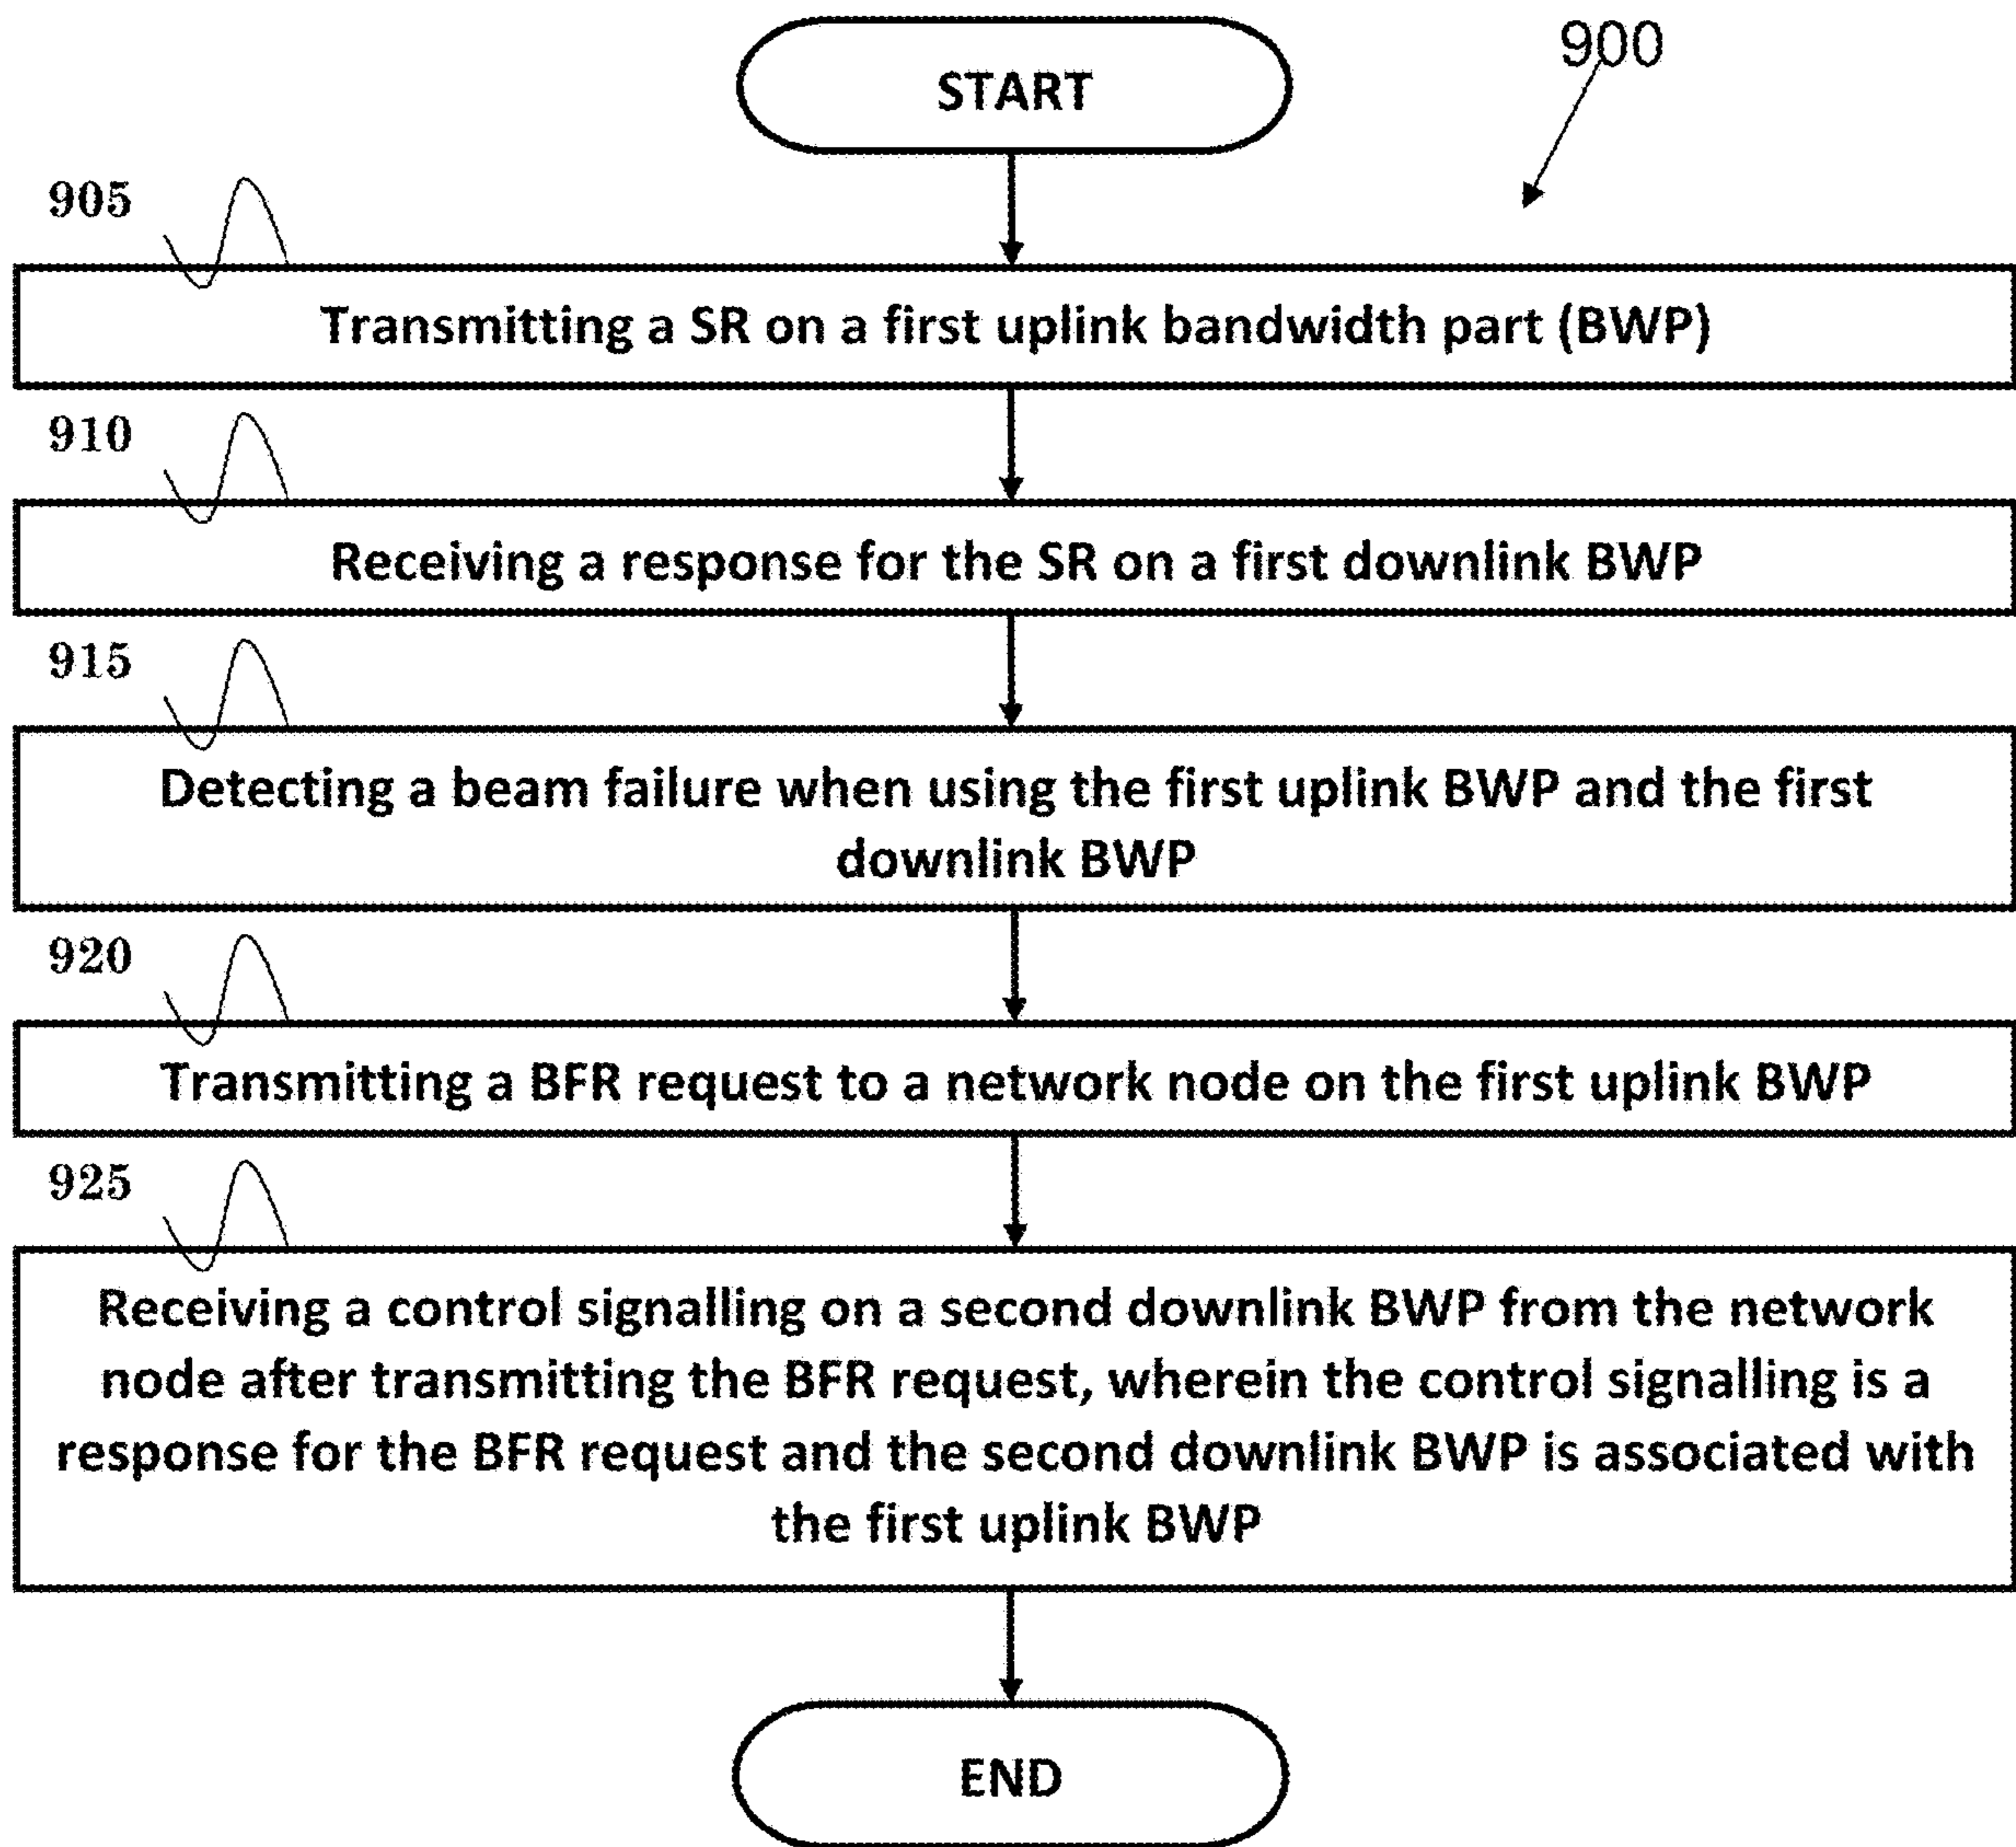 START
900
905
Transmitting a SR on a first uplink bandwidth part (BWP)
910
Receiving a response for the SR on a first downlink BWP
915
Detecting a beam failure when using the first uplink BWP and the first
downlink BWP
920
Transmitting a BFR request to a network node on the first uplink BWP
925
Receiving a control signalling on a second downlink BWP from the network
node after transmitting the BFR request, wherein the control signalling is a
response for the BFR request and the second downlink BWP is associated with
the first uplink BWP
END